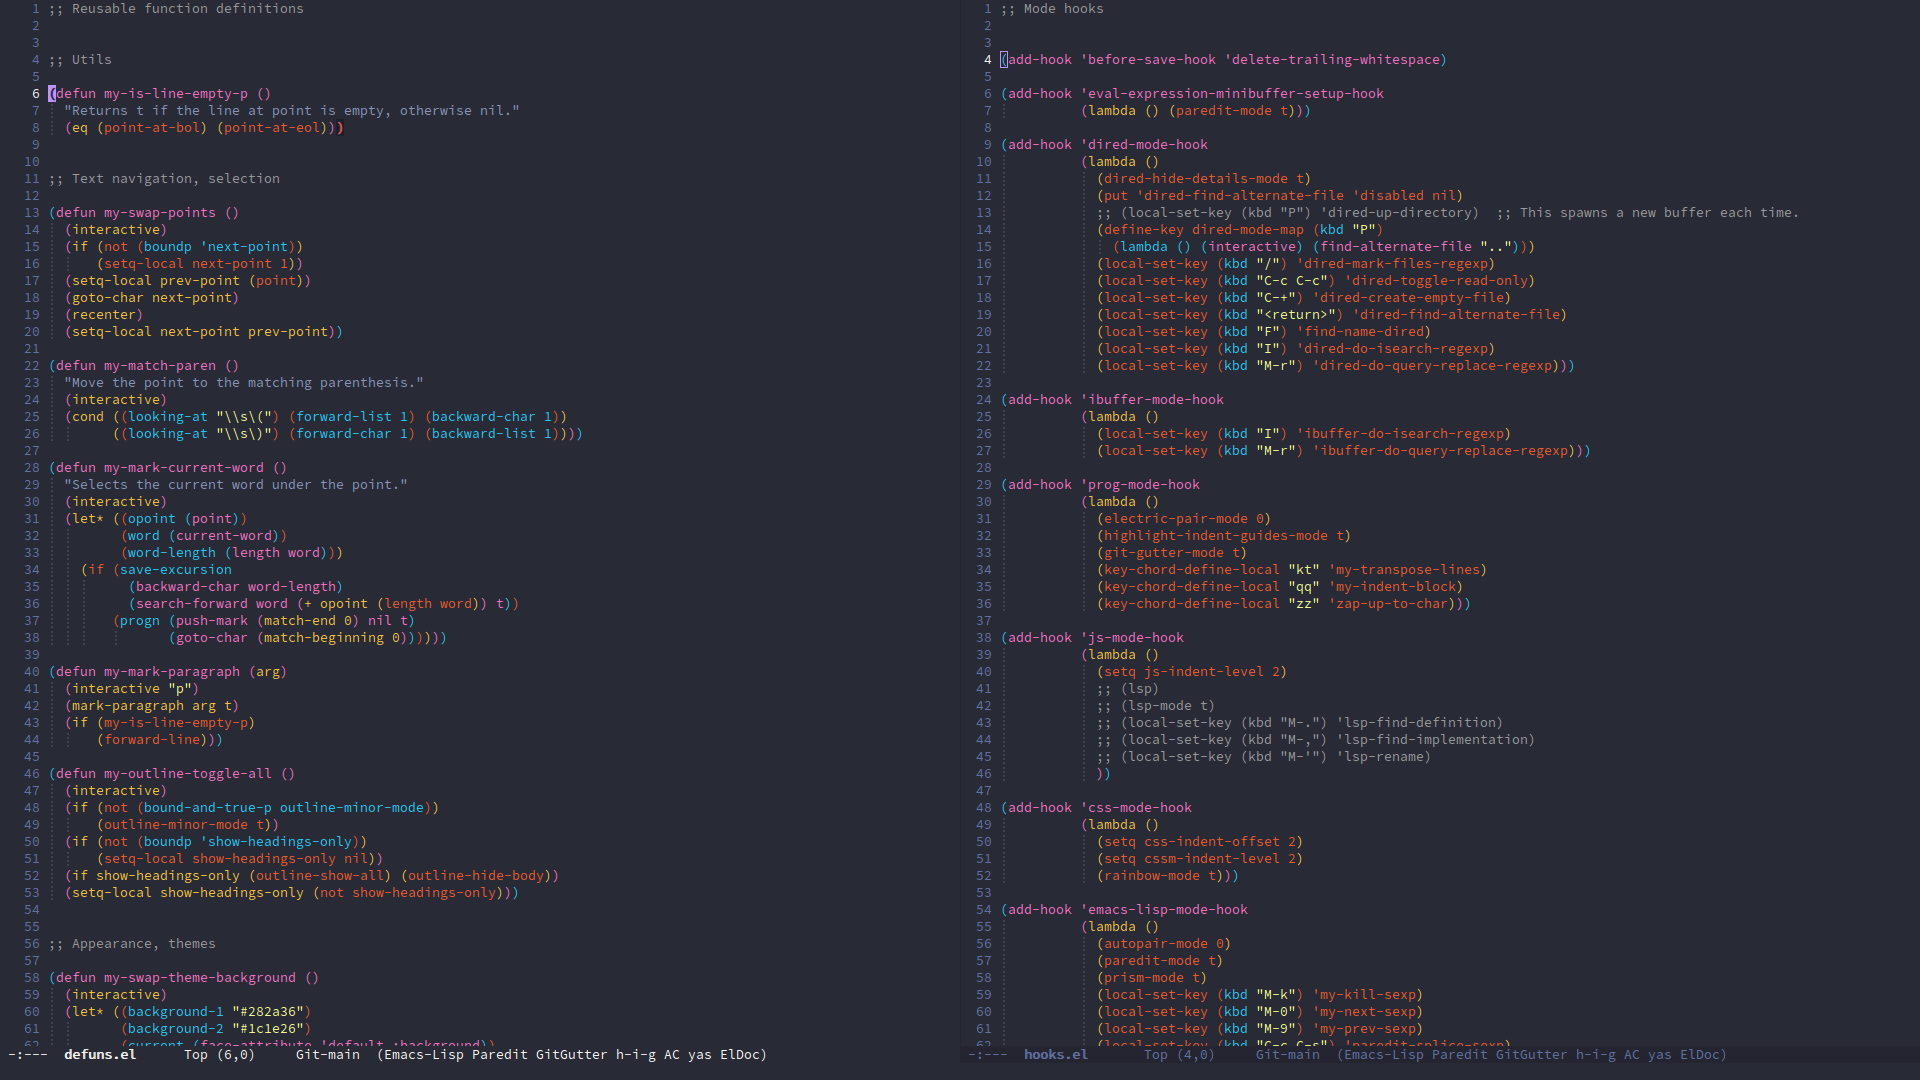 1 ;; Reusable function definitions
2
3
4 ;; Utils
5
6 (defun my-is-line-empty-p ()
7   "Returns t if the line at point is empty, otherwise nil."
8   (eq (point-at-bol) (point-at-eol)))
9
10
11 ;; Text navigation, selection
12
13 (defun my-swap-points ()
14   (interactive)
15   (if (not (boundp 'next-point))
16       (setq-local next-point 1))
17   (setq-local prev-point (point))
18   (goto-char next-point)
19   (recenter)
20   (setq-local next-point prev-point))
21
22 (defun my-match-paren ()
23   "Move the point to the matching parenthesis."
24   (interactive)
25   (cond ((looking-at "\\s\(") (forward-list 1) (backward-char 1))
26         ((looking-at "\\s\)") (forward-char 1) (backward-list 1))))
27
28 (defun my-mark-current-word ()
29   "Selects the current word under the point."
30   (interactive)
31   (let* ((opoint (point))
32          (word (current-word))
33          (word-length (length word)))
34     (if (save-excursion
35           (backward-char word-length)
36           (search-forward word (+ opoint (length word)) t))
37         (progn (push-mark (match-end 0) nil t)
38                (goto-char (match-beginning 0))))))
39
40 (defun my-mark-paragraph (arg)
41   (interactive "p")
42   (mark-paragraph arg t)
43   (if (my-is-line-empty-p)
44       (forward-line)))
45
46 (defun my-outline-toggle-all ()
47   (interactive)
48   (if (not (bound-and-true-p outline-minor-mode))
49       (outline-minor-mode t))
50   (if (not (boundp 'show-headings-only))
51       (setq-local show-headings-only nil))
52   (if show-headings-only (outline-show-all) (outline-hide-body))
53   (setq-local show-headings-only (not show-headings-only)))
54
55
56 ;; Appearance, themes
57
58 (defun my-swap-theme-background ()
59   (interactive)
60   (let* ((background-1 "#282a36")
61          (background-2 "#1c1e26")
62          (current (face-attribute 'default :background))
-:---  defuns.el      Top (6,0)     Git-main  (Emacs-Lisp Paredit GitGutter h-i-g AC yas ElDoc)
1 ;; Mode hooks
2
3
4 (add-hook 'before-save-hook 'delete-trailing-whitespace)
5
6 (add-hook 'eval-expression-minibuffer-setup-hook
7           (lambda () (paredit-mode t)))
8
9 (add-hook 'dired-mode-hook
10           (lambda ()
11             (dired-hide-details-mode t)
12             (put 'dired-find-alternate-file 'disabled nil)
13             ;; (local-set-key (kbd "P") 'dired-up-directory)  ;; This spawns a new buffer each time.
14             (define-key dired-mode-map (kbd "P")
15               (lambda () (interactive) (find-alternate-file "..")))
16             (local-set-key (kbd "/") 'dired-mark-files-regexp)
17             (local-set-key (kbd "C-c C-c") 'dired-toggle-read-only)
18             (local-set-key (kbd "C-+") 'dired-create-empty-file)
19             (local-set-key (kbd "<return>") 'dired-find-alternate-file)
20             (local-set-key (kbd "F") 'find-name-dired)
21             (local-set-key (kbd "I") 'dired-do-isearch-regexp)
22             (local-set-key (kbd "M-r") 'dired-do-query-replace-regexp)))
23
24 (add-hook 'ibuffer-mode-hook
25           (lambda ()
26             (local-set-key (kbd "I") 'ibuffer-do-isearch-regexp)
27             (local-set-key (kbd "M-r") 'ibuffer-do-query-replace-regexp)))
28
29 (add-hook 'prog-mode-hook
30           (lambda ()
31             (electric-pair-mode 0)
32             (highlight-indent-guides-mode t)
33             (git-gutter-mode t)
34             (key-chord-define-local "kt" 'my-transpose-lines)
35             (key-chord-define-local "qq" 'my-indent-block)
36             (key-chord-define-local "zz" 'zap-up-to-char)))
37
38 (add-hook 'js-mode-hook
39           (lambda ()
40             (setq js-indent-level 2)
41             ;; (lsp)
42             ;; (lsp-mode t)
43             ;; (local-set-key (kbd "M-.") 'lsp-find-definition)
44             ;; (local-set-key (kbd "M-,") 'lsp-find-implementation)
45             ;; (local-set-key (kbd "M-'") 'lsp-rename)
46             ))
47
48 (add-hook 'css-mode-hook
49           (lambda ()
50             (setq css-indent-offset 2)
51             (setq cssm-indent-level 2)
52             (rainbow-mode t)))
53
54 (add-hook 'emacs-lisp-mode-hook
55           (lambda ()
56             (autopair-mode 0)
57             (paredit-mode t)
58             (prism-mode t)
59             (local-set-key (kbd "M-k") 'my-kill-sexp)
60             (local-set-key (kbd "M-0") 'my-next-sexp)
61             (local-set-key (kbd "M-9") 'my-prev-sexp)
62             (local-set-key (kbd "C-c C-s") 'paredit-splice-sexp)
-:---  hooks.el       Top (4,0)     Git-main  (Emacs-Lisp Paredit GitGutter h-i-g AC yas ElDoc)